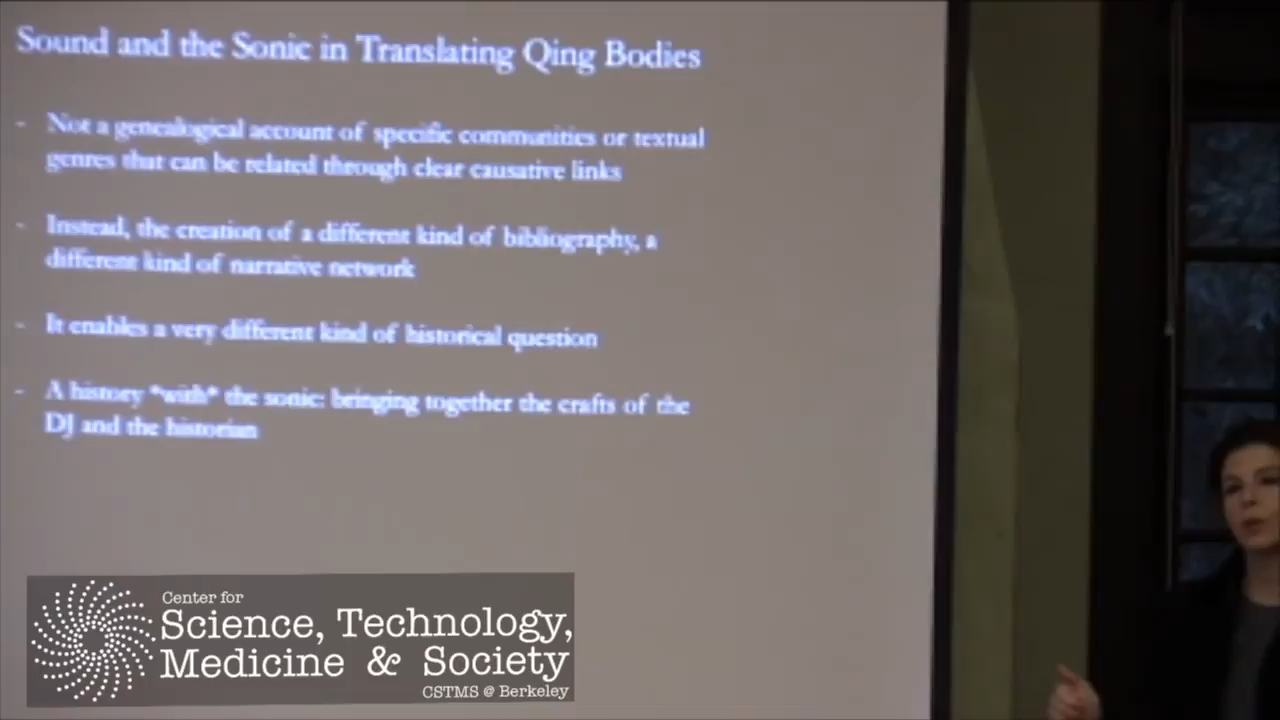 Sound and the Sonic in Translating Qing Bodies
- Not a genealogical account of specific communities or textual
genres that can be related through clear causative links
- Instead, the creation of a different kind of bibliography, a
different kind of narrative network
- It enables a very different kind of historical question
- A history *with* the sonic: bringing together the crafts of the
DJ and the historian
Center for
Science, Technology,
Medicine & Society
CSTMS @ Berkeley